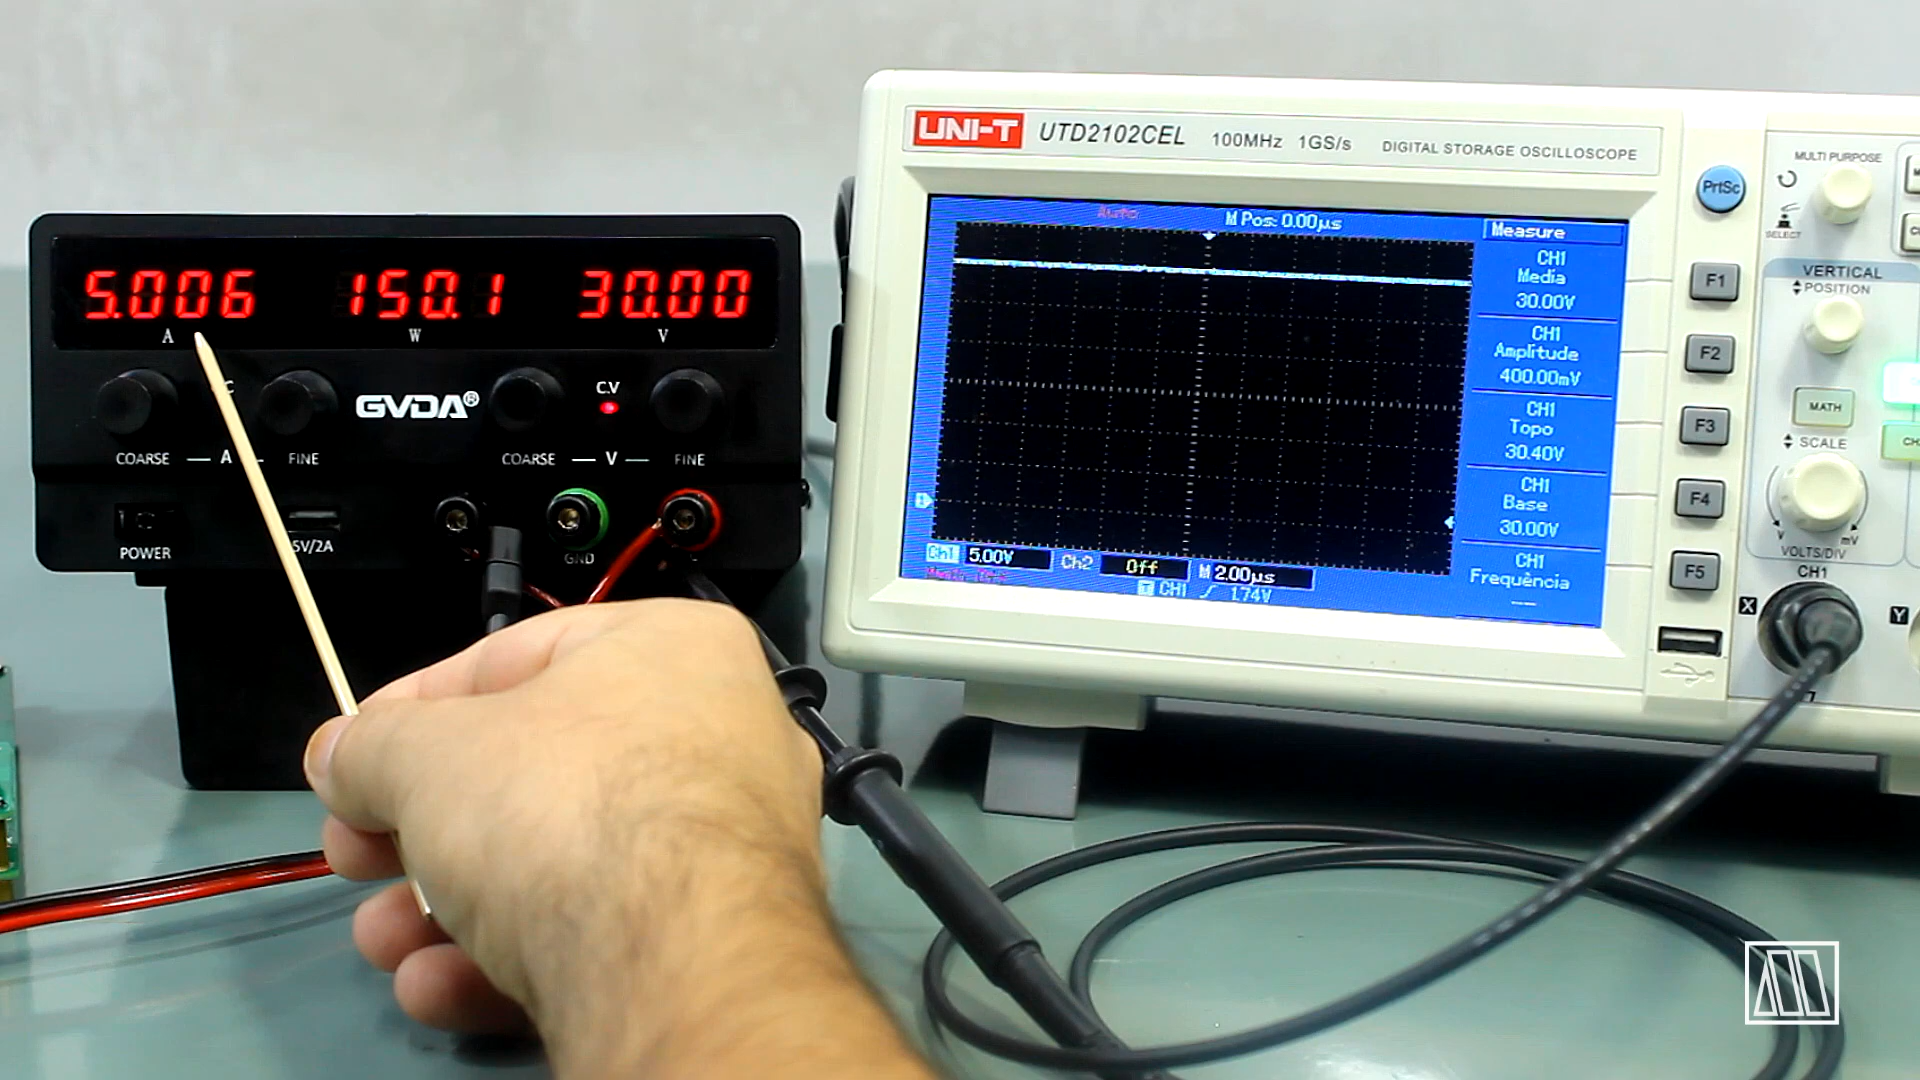 5.006 150.1 30.00
A W V
C C.V
GVDA®
COARSE — A — FINE COARSE — V — FINE
POWER 5V/2A GND
UNI-T UTD2102CEL 100MHz 1GS/s DIGITAL STORAGE OSCILLOSCOPE
Auto M Pos: 0.00µs
Measure
CH1
Media
30.00V
CH1
Amplitude
400.00mV
CH1
Topo
30.40V
CH1
Base
30.00V
CH1
Frequência
----
Ch1 5.00V Ch2 Off M 2.00µs
CH1 1.74V
PrtSc
F1
F2
F3
F4
F5
MULTI PURPOSE
SELECT
VERTICAL
POSITION
MATH
SCALE
V mV
VOLTS/DIV
CH1
X Y